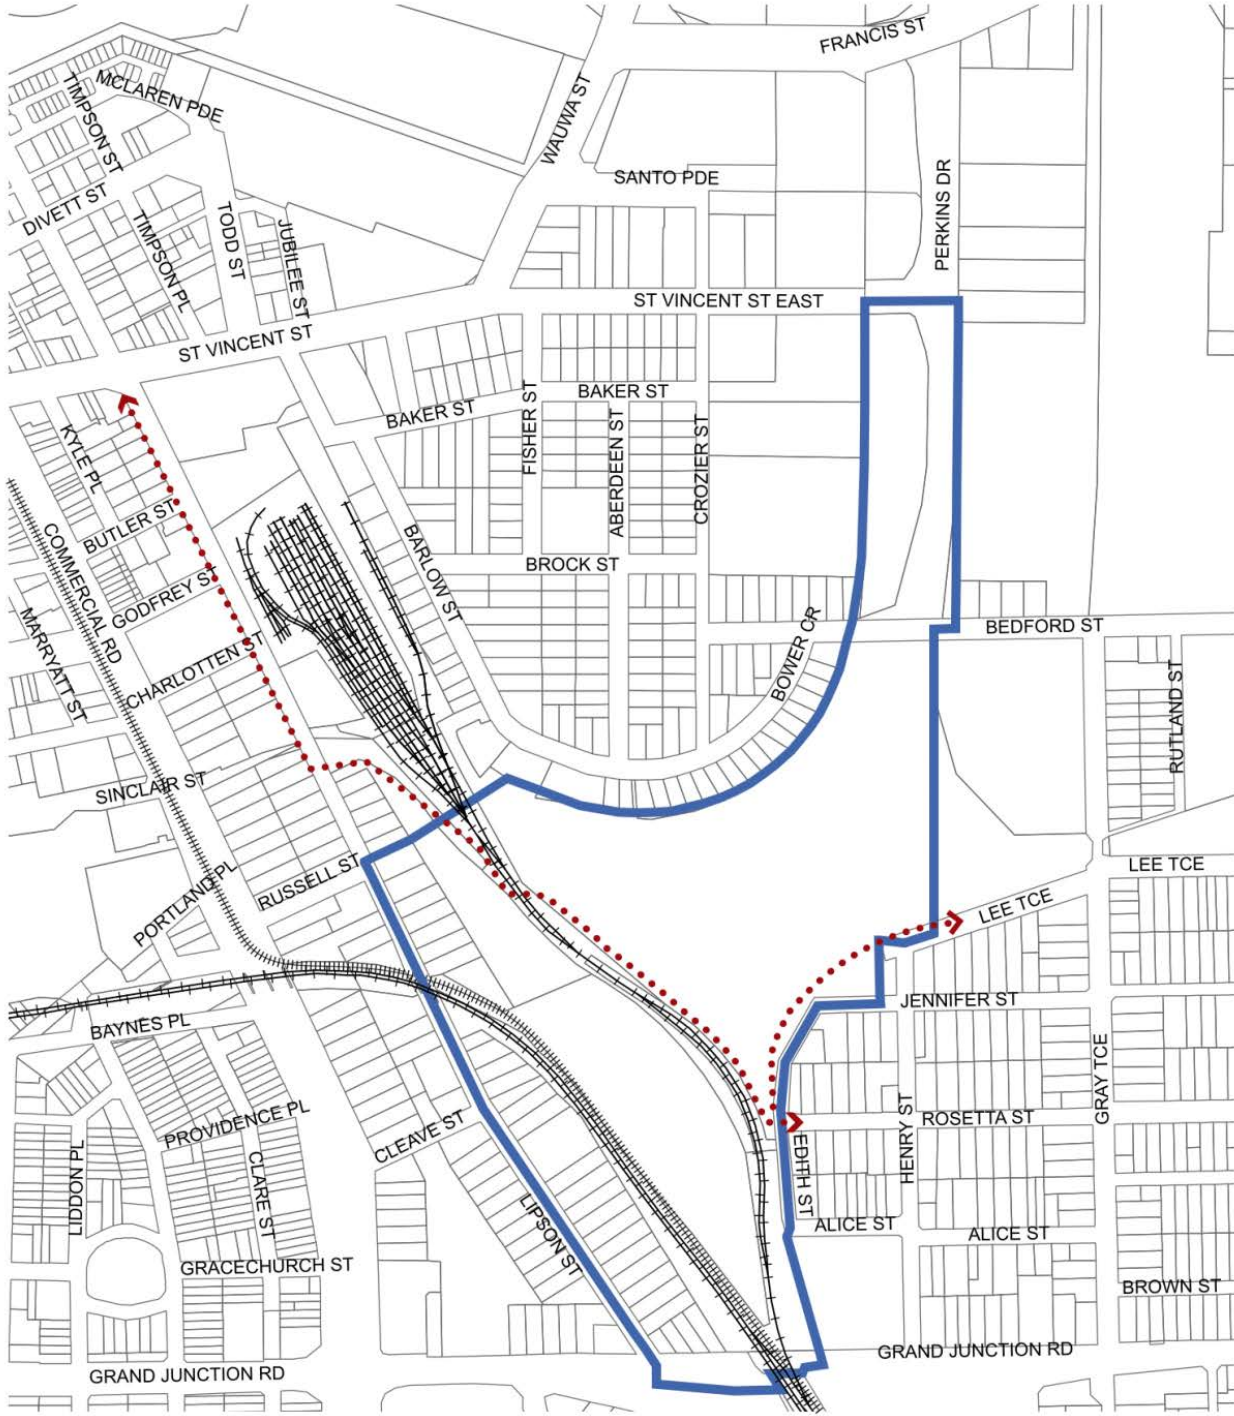 FRANCIS ST
MCLAREN PDE
TIMPSON ST
WAUWA ST
SANTO PDE
DIVETT ST
TIMPSON PL
TODD ST
JUBILEE ST
PERKINS DR
ST VINCENT ST EAST
ST VINCENT ST
BAKER ST
BAKER ST
FISHER ST
ABERDEEN ST
CROZIER ST
KYLE PL
BUTLER ST
COMMERCIAL RD
GODFREY ST
BARLOW ST
BROCK ST
MARRYATT ST
CHARLOTTEN ST
BOWER CR
BEDFORD ST
RUTLAND ST
SINCLAIR ST
LEE TCE
RUSSELL ST
PORTLAND PL
LEE TCE
JENNIFER ST
BAYNES PL
GRAY TCE
PROVIDENCE PL
CLEAVE ST
ROSETTA ST
HENRY ST
EDITH ST
LIDDON PL
CLARE ST
LIPSON ST
ALICE ST
ALICE ST
GRACECHURCH ST
BROWN ST
GRAND JUNCTION RD
GRAND JUNCTION RD